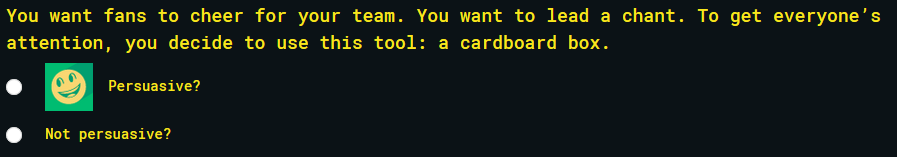 You want fans to cheer for your team. You want to lead a chant. To get everyone’s
attention, you decide to use this tool: a cardboard box.
Persuasive?
Not persuasive?